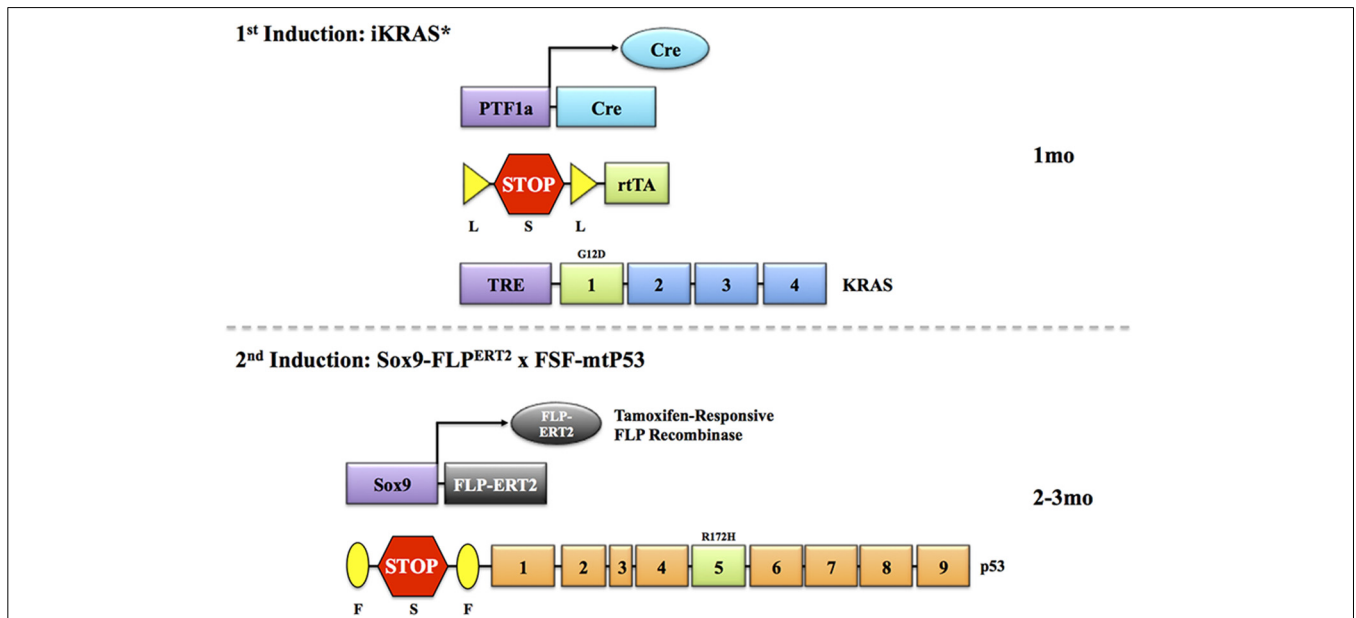 1st Induction: iKRAS*
Cre
PTF1a
Cre
1mo
STOP
rtTA
L
S
L
G12D
TRE
1
2
3
4
KRAS
2nd Induction: Sox9-FLPERT2 x FSF-mtP53
FLP-
ERT2
Tamoxifen-Responsive
FLP Recombinase
Sox9
FLP-ERT2
2-3mo
R172H
STOP
1
2
3
4
5
6
7
8
9
p53
F
S
F